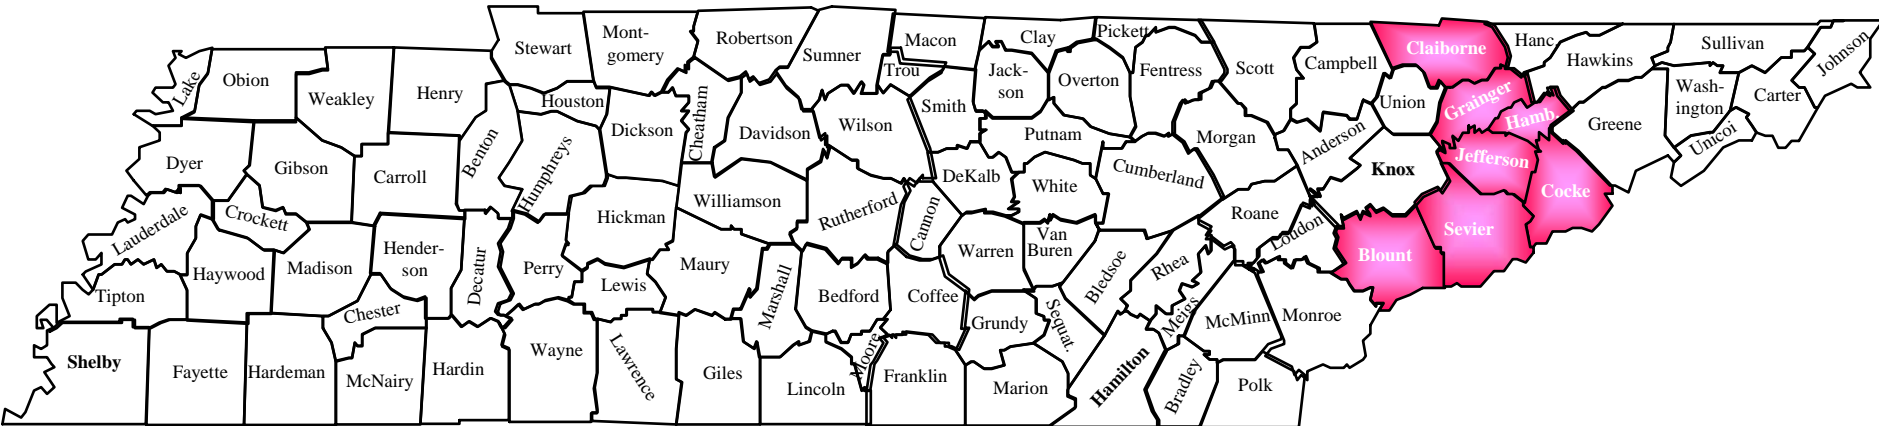 Lake
Obion
Weakley
Henry
Stewart
Mont-
gomery
Robertson
Sumner
Macon
Trou
Clay
Pickett
Jack-
son
Overton
Fentress
Scott
Campbell
Claiborne
Hanc.
Hawkins
Sullivan
Johnson
Carter
Wash-
ington
Unicoi
Greene
Hamb.
Grainger
Union
Anderson
Morgan
Putnam
Smith
Wilson
Davidson
Cheatham
Dickson
Houston
Humphreys
Benton
Carroll
Gibson
Dyer
Lauderdale
Crockett
Haywood
Madison
Hender-
son
Decatur
Perry
Hickman
Williamson
Rutherford
Cannon
DeKalb
White
Cumberland
Roane
Loudon
Knox
Jefferson
Cocke
Sevier
Blount
Monroe
McMinn
Meigs
Rhea
Bledsoe
Van
Buren
Warren
Coffee
Bedford
Marshall
Maury
Lewis
Chester
Tipton
Shelby
Fayette
Hardeman
McNairy
Hardin
Wayne
Lawrence
Giles
Lincoln
Moore
Franklin
Grundy
Sequat.
Marion
Hamilton
Bradley
Polk